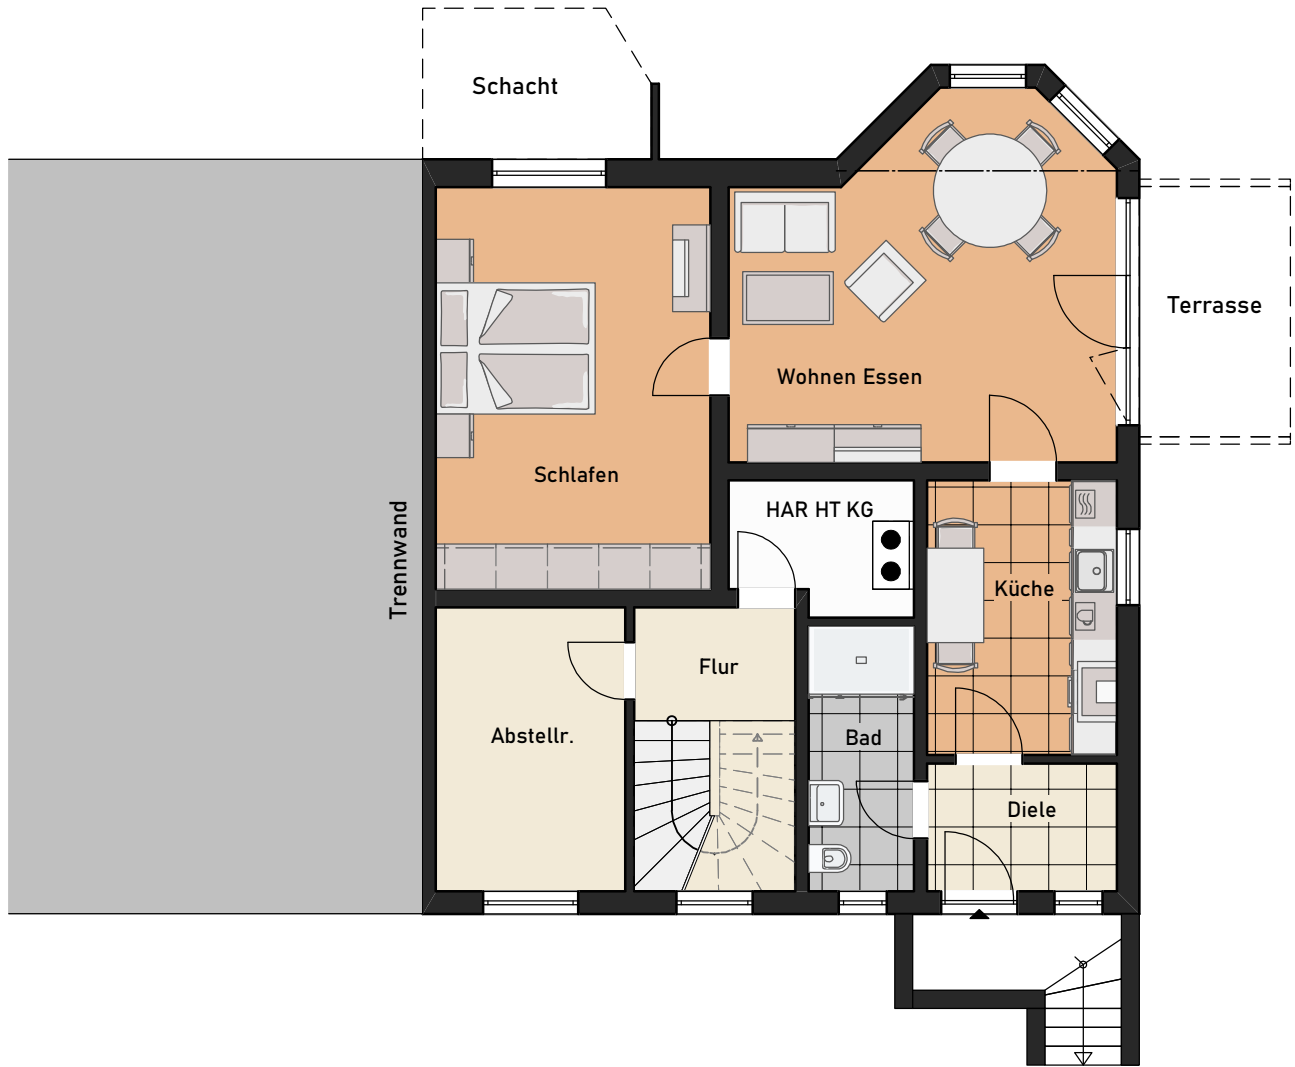 Schacht
Terrasse
Wohnen Essen
Schlafen
HAR HT KG
Trennwand
Küche
Flur
Abstellr.
Bad
Diele